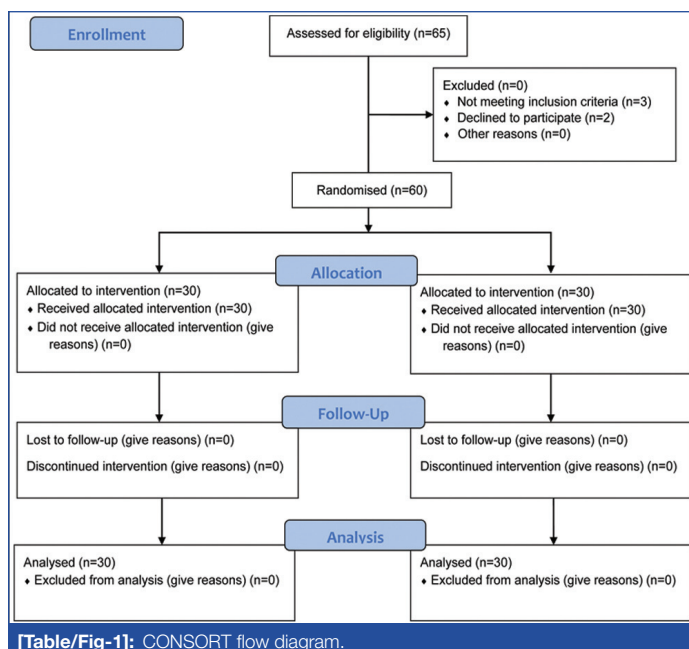 Enrollment
Assessed for eligibility (n=65)
Excluded (n=0)
♦ Not meeting inclusion criteria (n=3)
♦ Declined to participate (n=2)
♦ Other reasons (n=0)
Randomised (n=60)
Allocation
Allocated to intervention (n=30)
♦ Received allocated intervention (n=30)
♦ Did not receive allocated intervention (give
reasons) (n=0)
Allocated to intervention (n=30)
♦ Received allocated intervention (n=30)
♦ Did not receive allocated intervention (give
reasons) (n=0)
Follow-Up
Lost to follow-up (give reasons) (n=0)
Discontinued intervention (give reasons) (n=0)
Lost to follow-up (give reasons) (n=0)
Discontinued intervention (give reasons) (n=0)
Analysis
Analysed (n=30)
♦ Excluded from analysis (give reasons) (n=0)
Analysed (n=30)
♦ Excluded from analysis (give reasons) (n=0)
[Table/Fig-1]: CONSORT flow diagram.